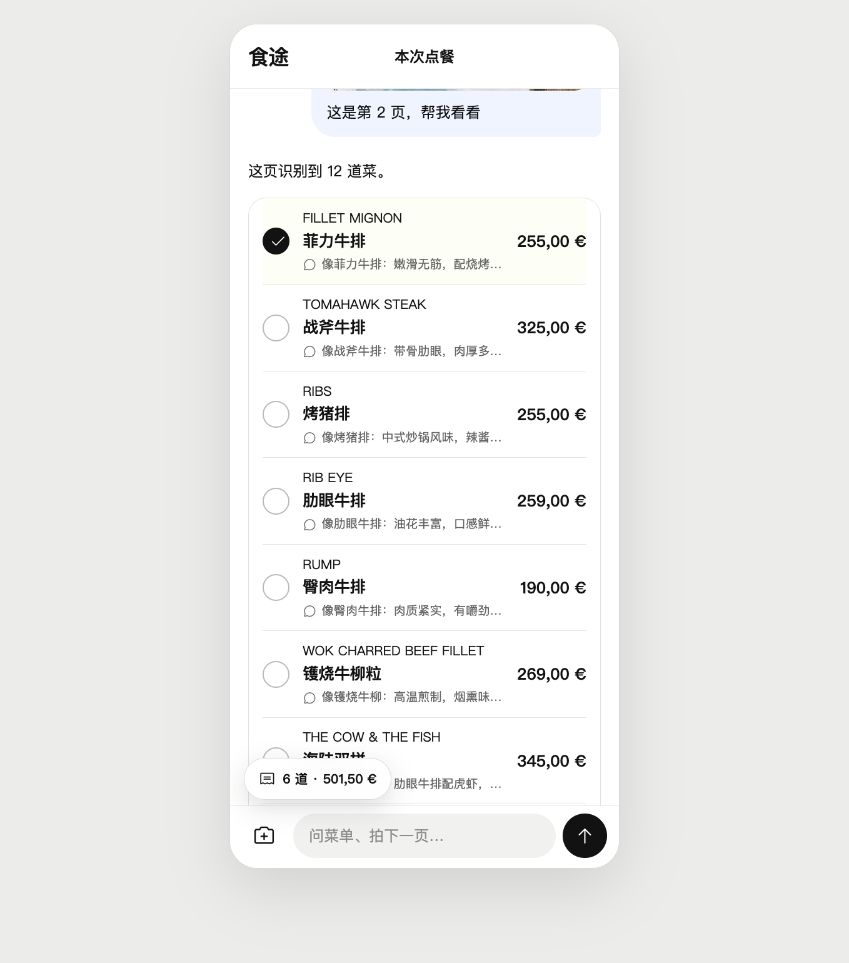 食途
本次点餐
这是第 2 页，帮我看看
这页识别到 12 道菜。
FILLET MIGNON
菲力牛排
255,00 €
像菲力牛排：嫩滑无筋，配烧烤...
TOMAHAWK STEAK
战斧牛排
325,00 €
像战斧牛排：带骨肋眼，肉厚多...
RIBS
烤猪排
255,00 €
像烤猪排：中式炒锅风味，辣酱...
RIB EYE
肋眼牛排
259,00 €
像肋眼牛排：油花丰富，口感鲜...
RUMP
臀肉牛排
190,00 €
像臀肉牛排：肉质紧实，有嚼劲...
WOK CHARRED BEEF FILLET
镬烧牛柳粒
269,00 €
像镬烧牛柳：高温煎制，烟熏味...
THE COW & THE FISH
345,00 €
肋眼牛排配虎虾，...
6 道 · 501,50 €
问菜单、拍下一页...